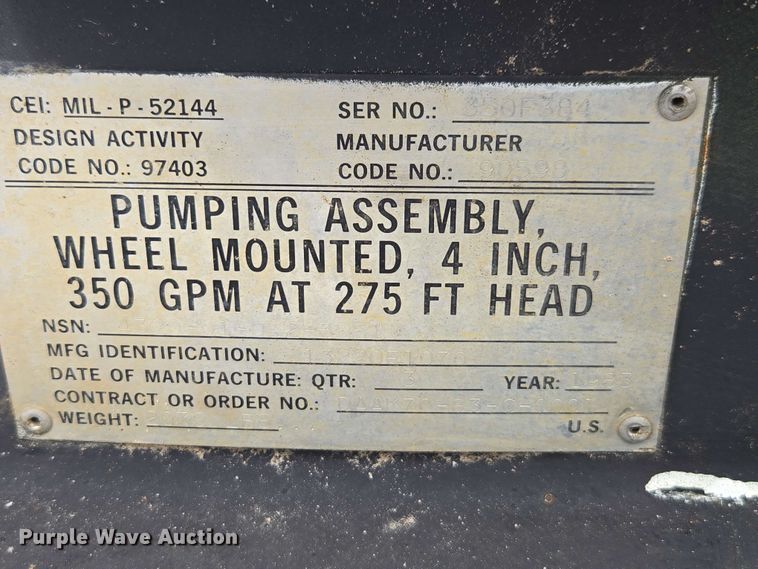 CEI: MIL - P - 52144
SER NO.: 350F384
DESIGN ACTIVITY
CODE NO.: 97403
MANUFACTURER
CODE NO.:
PUMPING ASSEMBLY,
WHEEL MOUNTED, 4 INCH,
350 GPM AT 275 FT HEAD
NSN:
MFG IDENTIFICATION:
DATE OF MANUFACTURE: QTR: YEAR:
CONTRACT OR ORDER NO.:
WEIGHT:
U.S.
Purple Wave Auction